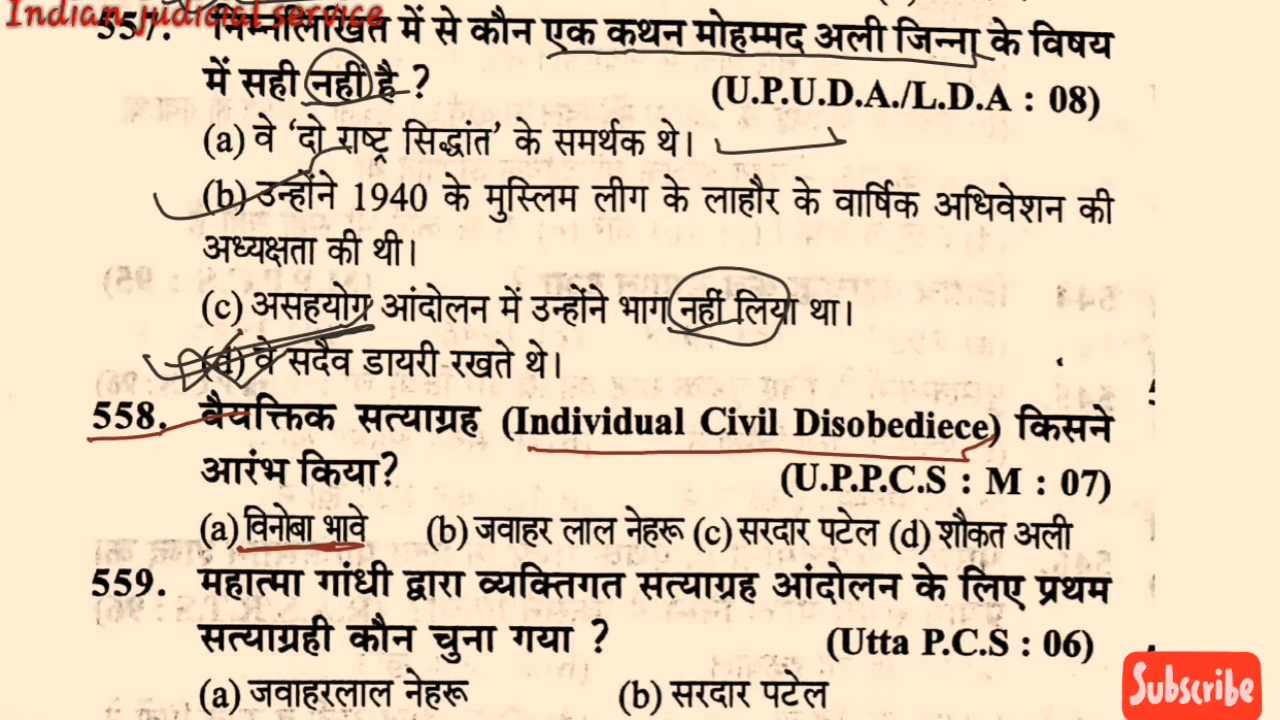 Indian judicial service
557. निम्नलिखित में से कौन एक कथन मोहम्मद अली जिन्ना के विषय
में सही नहीं है ? (U.P.U.D.A./L.D.A : 08)
(a) वे ‘दो राष्ट्र सिद्धांत’ के समर्थक थे।
(b) उन्होंने 1940 के मुस्लिम लीग के लाहौर के वार्षिक अधिवेशन की
अध्यक्षता की थी।
(c) असहयोग आंदोलन में उन्होंने भाग नहीं लिया था।
(d) वे सदैव डायरी रखते थे।
558. वैयक्तिक सत्याग्रह (Individual Civil Disobediece) किसने
आरंभ किया? (U.P.P.C.S : M : 07)
(a) विनोबा भावे (b) जवाहर लाल नेहरू (c) सरदार पटेल (d) शौकत अली
559. महात्मा गांधी द्वारा व्यक्तिगत सत्याग्रह आंदोलन के लिए प्रथम
सत्याग्रही कौन चुना गया ? (Utta P.C.S : 06)
(a) जवाहरलाल नेहरू (b) सरदार पटेल
Subscribe